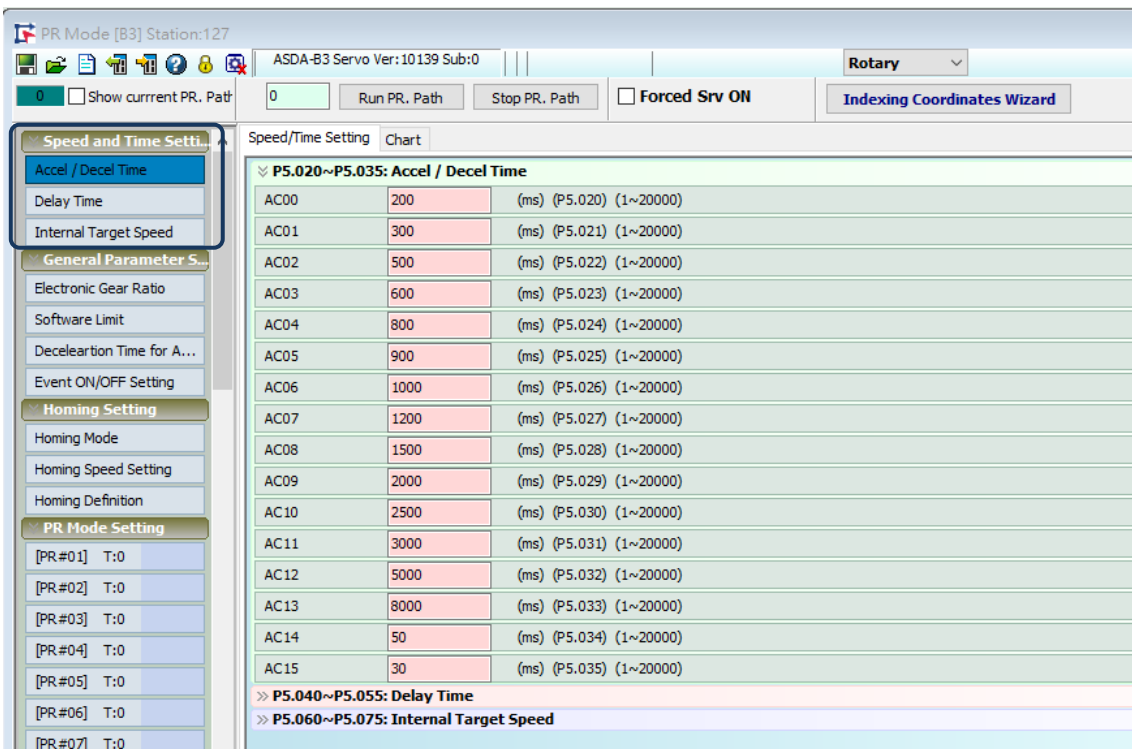 PR Mode [B3] Station:127
ASDA-B3 Servo Ver:10139 Sub:0
Rotary
0
Show currrent PR. Path
0
Run PR. Path
Stop PR. Path
Forced Srv ON
Indexing Coordinates Wizard
Speed and Time Setti...
Accel / Decel Time
Delay Time
Internal Target Speed
General Parameter S...
Electronic Gear Ratio
Software Limit
Deceleartion Time for A...
Event ON/OFF Setting
Homing Setting
Homing Mode
Homing Speed Setting
Homing Definition
PR Mode Setting
[PR#01] T:0
[PR#02] T:0
[PR#03] T:0
[PR#04] T:0
[PR#05] T:0
[PR#06] T:0
[PR#07] T:0
Speed/Time Setting Chart
P5.020~P5.035: Accel / Decel Time
AC00 200 (ms) (P5.020) (1~20000)
AC01 300 (ms) (P5.021) (1~20000)
AC02 500 (ms) (P5.022) (1~20000)
AC03 600 (ms) (P5.023) (1~20000)
AC04 800 (ms) (P5.024) (1~20000)
AC05 900 (ms) (P5.025) (1~20000)
AC06 1000 (ms) (P5.026) (1~20000)
AC07 1200 (ms) (P5.027) (1~20000)
AC08 1500 (ms) (P5.028) (1~20000)
AC09 2000 (ms) (P5.029) (1~20000)
AC10 2500 (ms) (P5.030) (1~20000)
AC11 3000 (ms) (P5.031) (1~20000)
AC12 5000 (ms) (P5.032) (1~20000)
AC13 8000 (ms) (P5.033) (1~20000)
AC14 50 (ms) (P5.034) (1~20000)
AC15 30 (ms) (P5.035) (1~20000)
P5.040~P5.055: Delay Time
P5.060~P5.075: Internal Target Speed